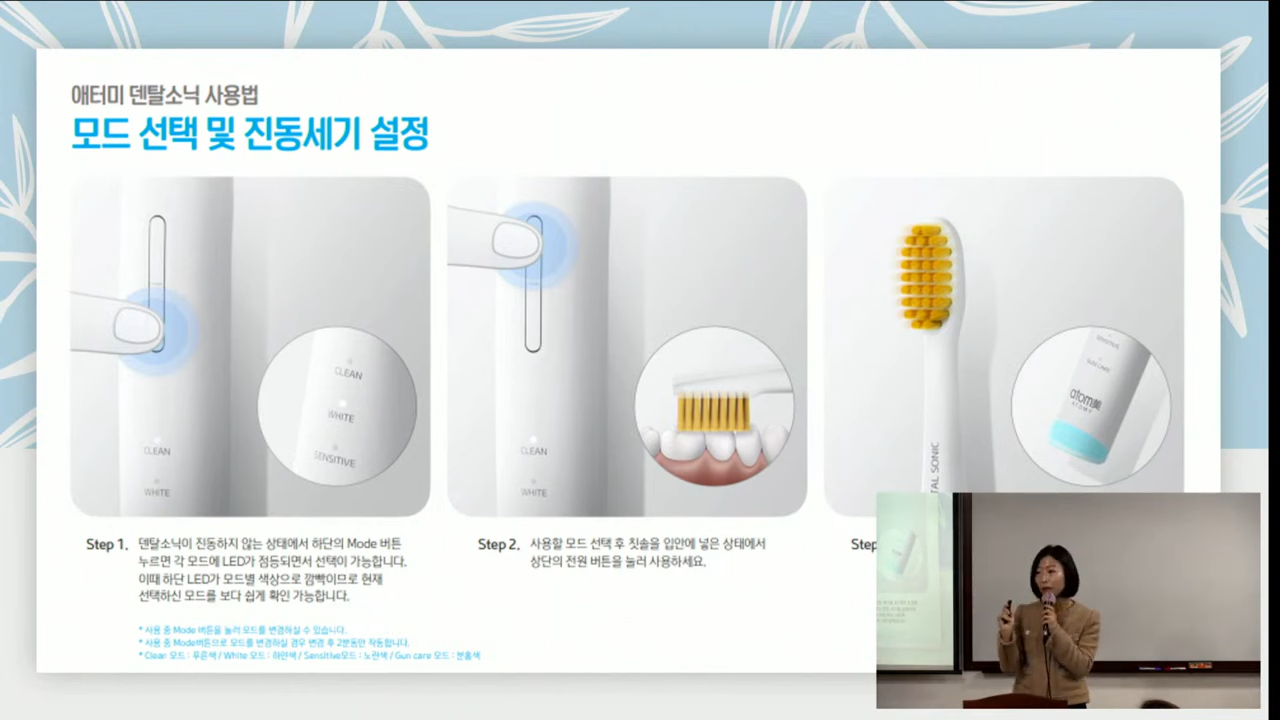 애터미 덴탈소닉 사용법
모드 선택 및 진동세기 설정
CLEAN
WHITE
CLEAN
WHITE
SENSITIVE
CLEAN
WHITE
TAL SONIC
SENSITIVE
GUM CARE
atom美
ATOMY
Step 1. 덴탈소닉이 진동하지 않는 상태에서 하단의 Mode 버튼
누르면 각 모드에 LED가 점등되면서 선택이 가능합니다.
이때 하단 LED가 모드별 색상으로 깜빡이므로 현재
선택하신 모드를 보다 쉽게 확인 가능합니다.
* 사용 중 Mode 버튼을 눌러 모드를 변경하실 수 있습니다.
* 사용 중 Mode버튼으로 모드를 변경하실 경우 변경 후 2분동안 작동됩니다.
* Clean 모드 : 푸른색 / White 모드 : 하얀색 / Sensitive모드 : 노란색 / Gun care 모드 : 분홍색
Step 2. 사용할 모드 선택 후 칫솔을 입안에 넣은 상태에서
상단의 전원 버튼을 눌러 사용하세요.
Step